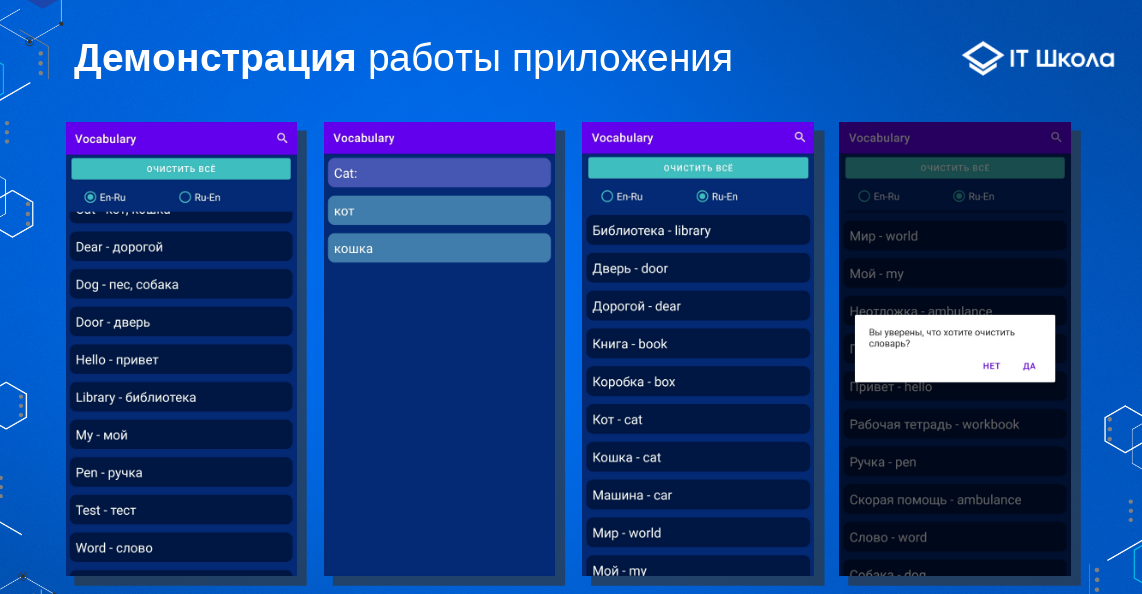 Демонстрация работы приложения
IT Школа
Vocabulary
ОЧИСТИТЬ ВСЁ
En-Ru
Ru-En
Cat - кот, кошка
Dear - дорогой
Dog - пес, собака
Door - дверь
Hello - привет
Library - библиотека
My - мой
Pen - ручка
Test - тест
Word - слово
Vocabulary
Cat:
кот
кошка
Vocabulary
ОЧИСТИТЬ ВСЁ
En-Ru
Ru-En
Библиотека - library
Дверь - door
Дорогой - dear
Книга - book
Коробка - box
Кот - cat
Кошка - cat
Машина - car
Мир - world
Мой - my
Vocabulary
ОЧИСТИТЬ ВСЁ
En-Ru
Ru-En
Мир - world
Мой - my
Неотложка - ambulance
Вы уверены, что хотите очистить
словарь?
НЕТ
ДА
Привет - hello
Рабочая тетрадь - workbook
Ручка - pen
Скорая помощь - ambulance
Слово - word
Собака - dog